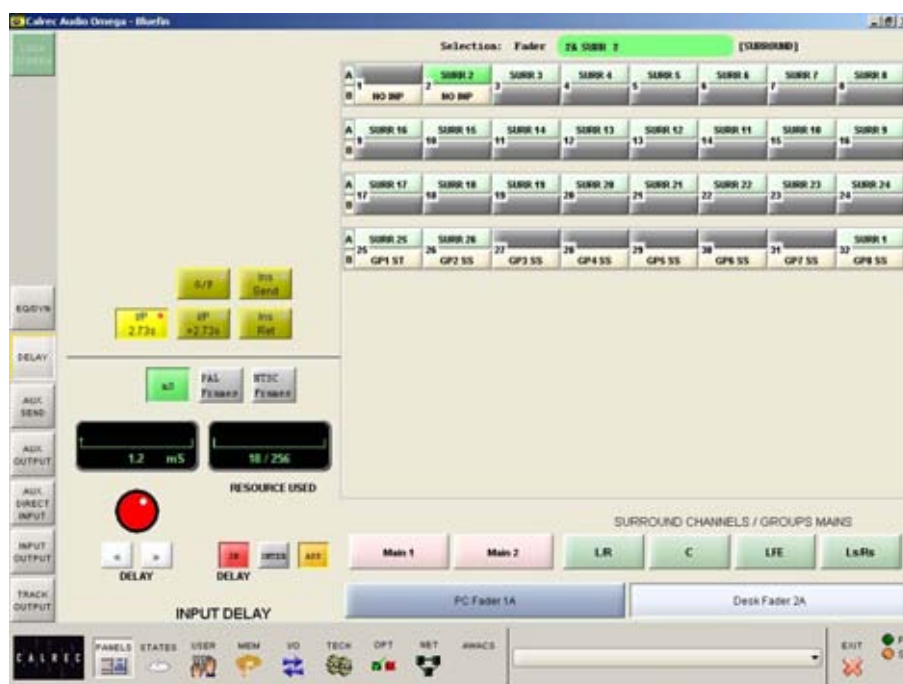 Calrec Audio Omega - Bluefin
Selection: Fader 2A SURR 2 [SURROUND]
A SURR 2 SURR 3 SURR 4 SURR 5 SURR 6 SURR 7 SURR 8
1 2 3 4 5 6 7 8
B NO INP NO INP
A SURR 16 SURR 15 SURR 14 SURR 13 SURR 12 SURR 11 SURR 10 SURR 9
9 10 11 12 13 14 15 16
B
A SURR 17 SURR 18 SURR 19 SURR 20 SURR 21 SURR 22 SURR 23 SURR 24
17 18 19 20 21 22 23 24
B
A SURR 25 SURR 26 SURR 1
25 26 27 28 29 30 31 32
B GP1 ST GP2 SS GP3 SS GP4 SS GP5 SS GP6 SS GP7 SS GP8 SS
O/P
Ins
Send
I/P
2.73s
I/P
+2.73s
Ins
Ret
EQ/DYN
DELAY
AUX
SEND
AUX
OUTPUT
AUX
DIRECT
INPUT
INPUT
OUTPUT
TRACK
OUTPUT
mS
PAL
Frames
NTSC
Frames
1.2 mS
18 / 256
RESOURCE USED
« »
DELAY
IN
DELAY
INPUT DELAY
SURROUND CHANNELS / GROUPS MAINS
Main 1 Main 2 L/R C LFE Ls/Rs
PC Fader 1A Desk Fader 2A
CALREC
PANELS STATES USER MEM I/O TECH OPT NET AWACS
EXIT
P
S